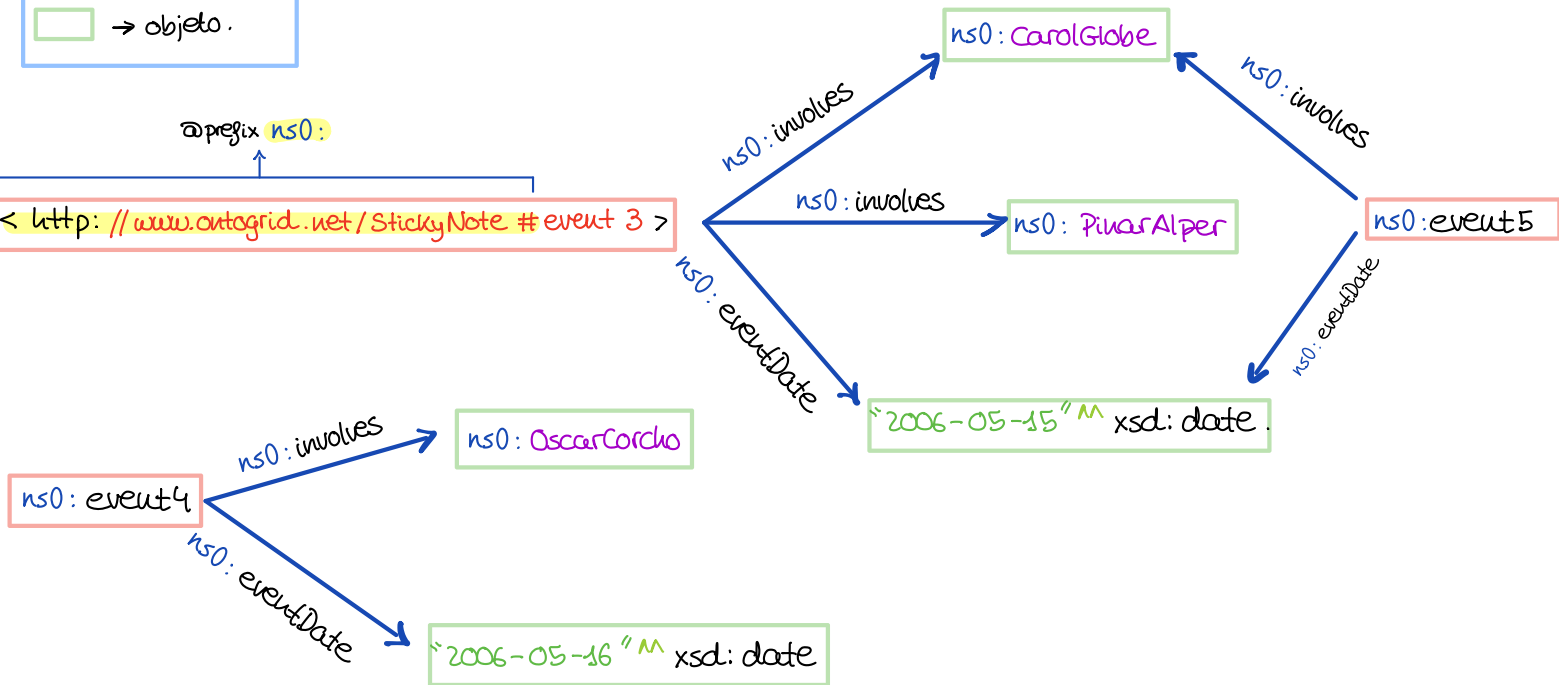 → objeto.
@prefix ns0:
< http://www.ontogrid.net/StickyNote #event 3 >
ns0:involves
ns0:CarolGlobe
ns0:involves
ns0:PinarAlper
ns0:eventDate
"2006-05-15"^^ xsd:date.
ns0:event5
ns0:involves
ns0:eventDate
ns0:event4
ns0:involves
ns0:OscarCorcho
ns0:eventDate
"2006-05-16"^^ xsd:date